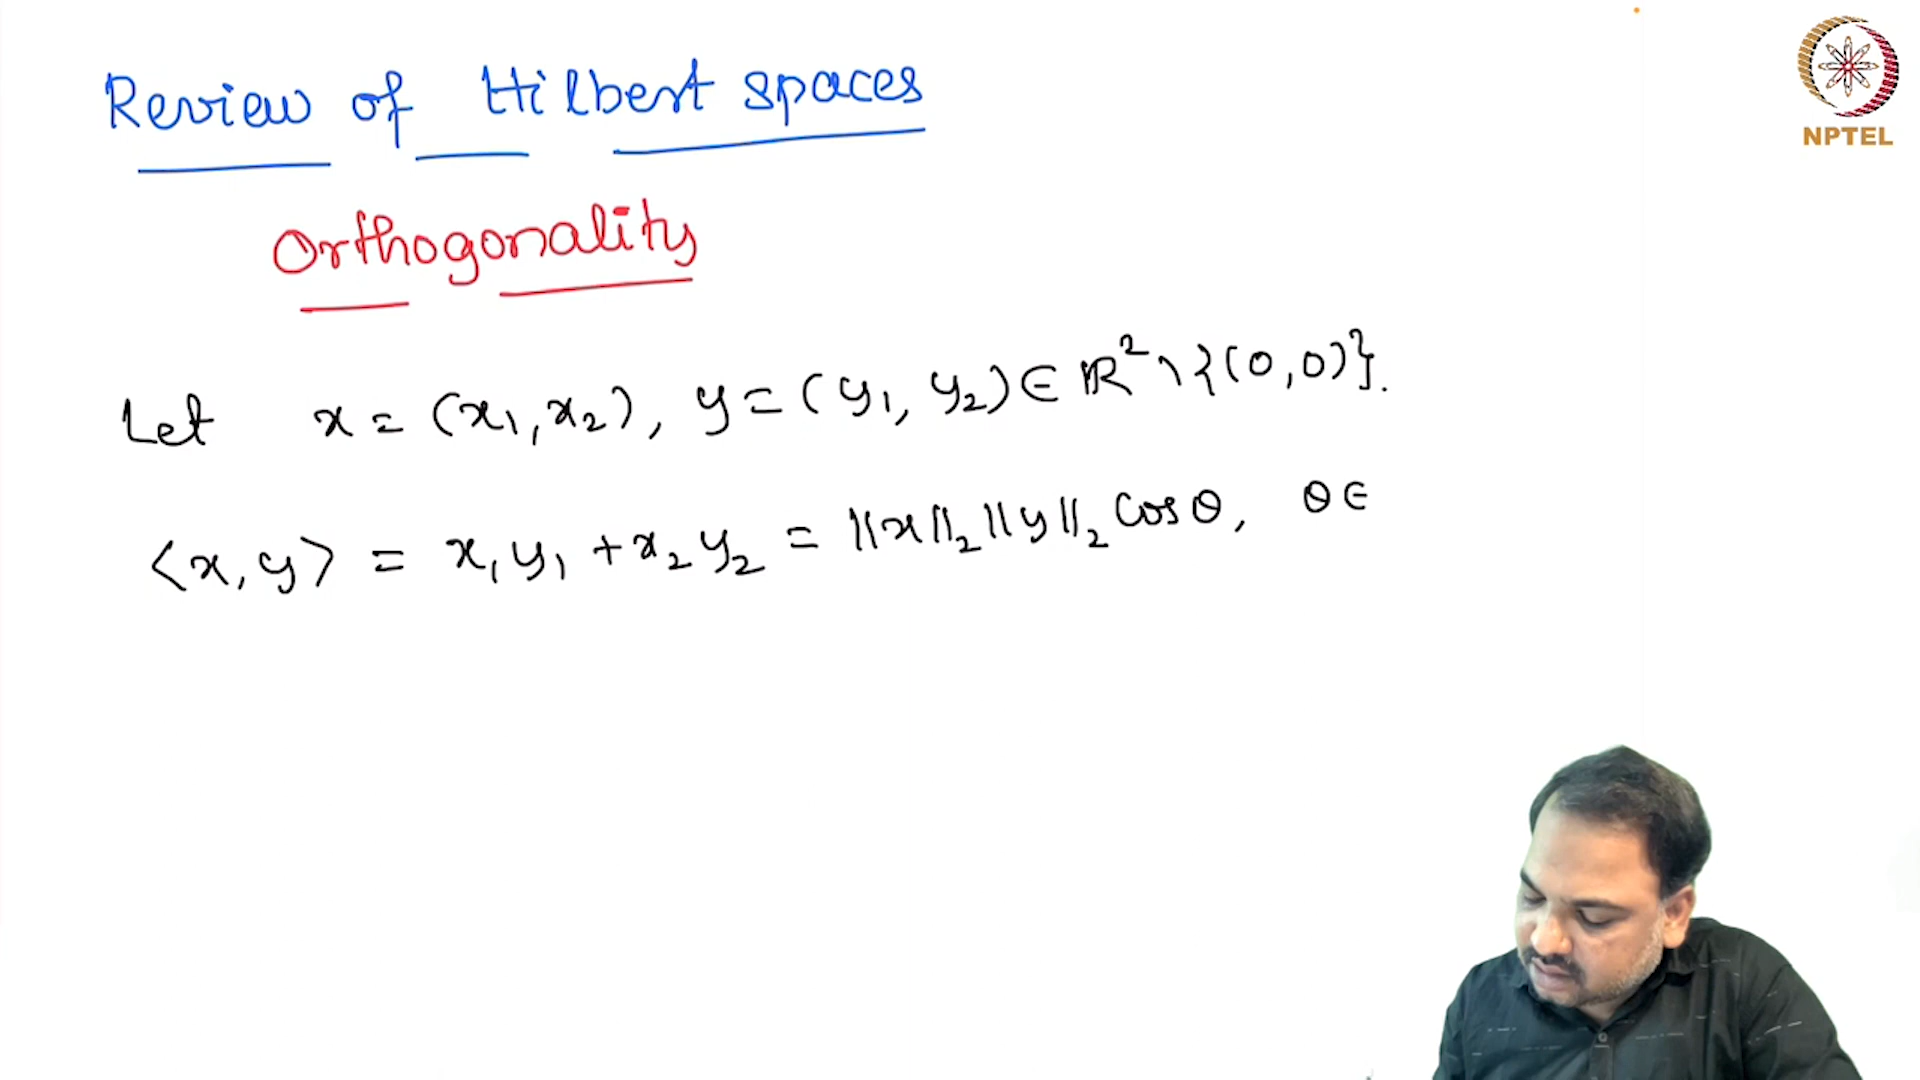 Review of Hilbert spaces
NPTEL
Orthogonality
Let x = (x₁, x₂), y = (y₁, y₂) ∈ ℝ² \ {(0,0)}.
⟨x, y⟩ = x₁y₁ + x₂y₂ = ||x||₂ ||y||₂ Cos θ, θ ∈